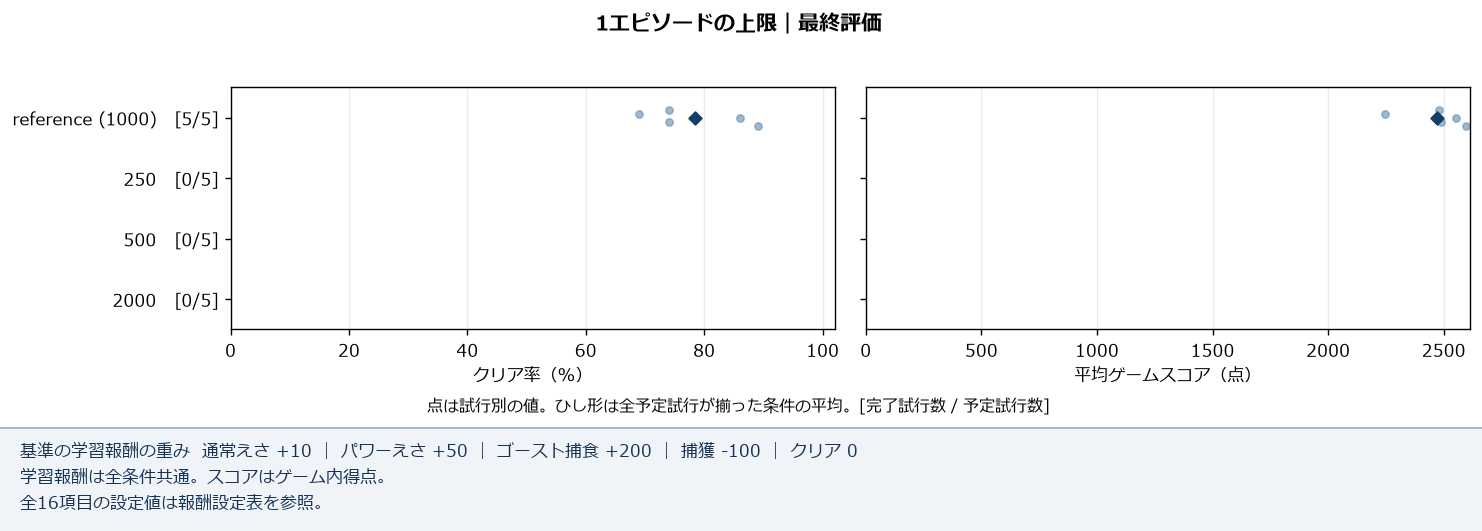 1エピソードの上限｜最終評価
reference (1000) [5/5]
250 [0/5]
500 [0/5]
2000 [0/5]
0 20 40 60 80 100
クリア率（%）
0 500 1000 1500 2000 2500
平均ゲームスコア（点）
点は試行別の値。ひし形は全予定試行が揃った条件の平均。[完了試行数 / 予定試行数]
基準の学習報酬の重み 通常えさ +10 ｜ パワーえさ +50 ｜ ゴースト捕食 +200 ｜ 捕獲 -100 ｜ クリア 0
学習報酬は全条件共通。スコアはゲーム内得点。
全16項目の設定値は報酬設定表を参照。